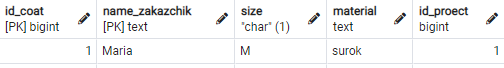 id_coat name_zakazchik size material id_proect
[PK] bigint [PK] text "char" (1) text bigint
1 Maria M surok 1